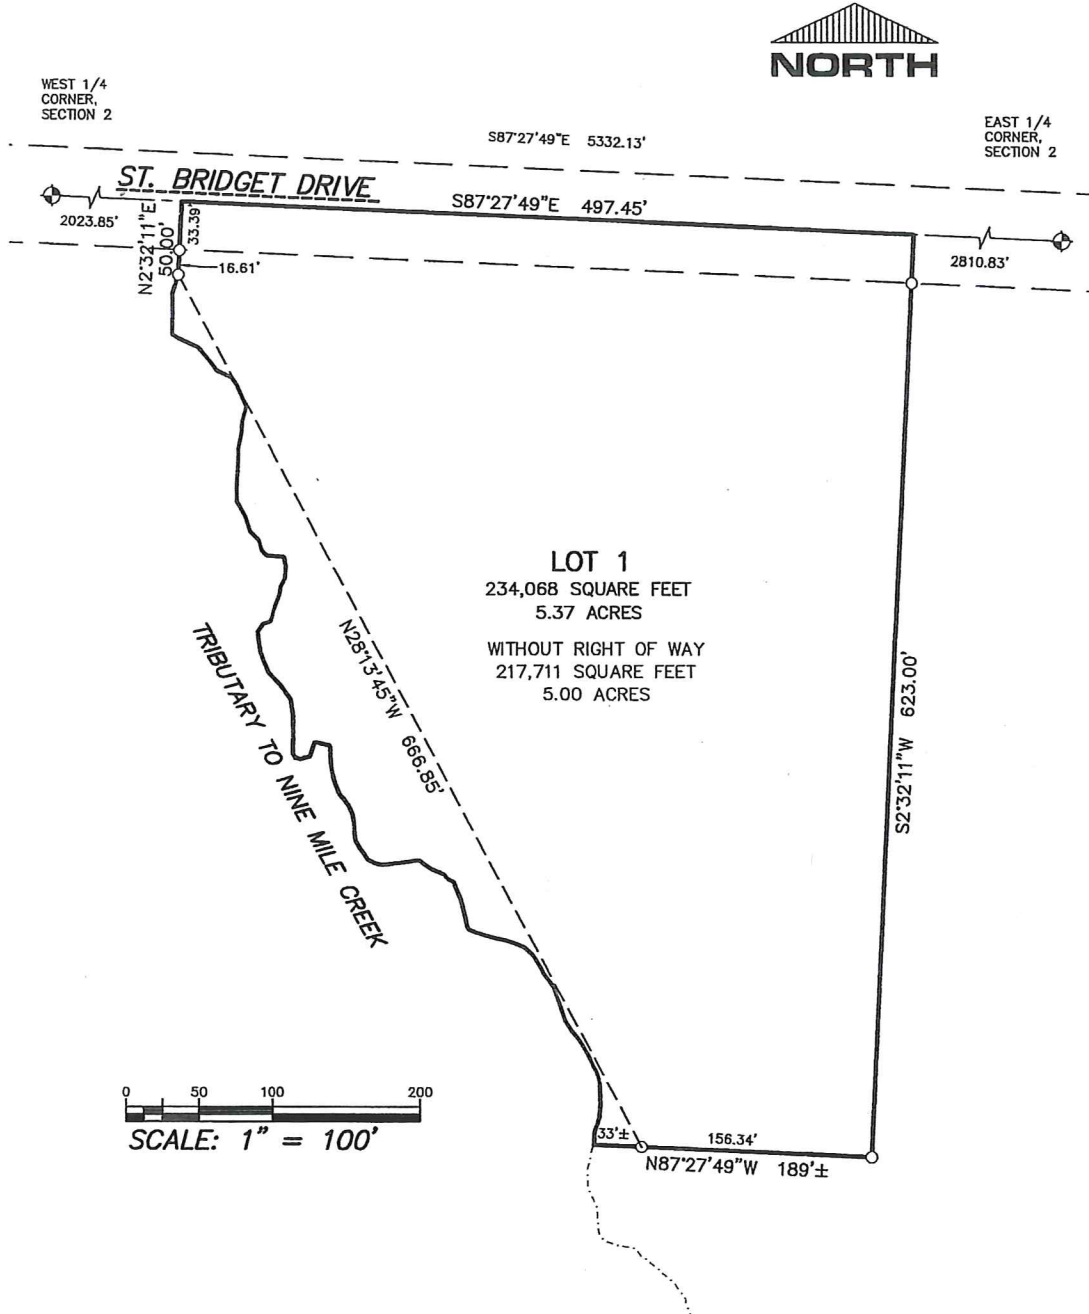 NORTH
WEST 1/4
CORNER,
SECTION 2
EAST 1/4
CORNER,
SECTION 2
S87°27'49"E 5332.13'
ST. BRIDGET DRIVE
S87°27'49"E 497.45'
2023.85'
N2°32'11"E
50.00'
33.39'
16.61'
2810.83'
LOT 1
234,068 SQUARE FEET
5.37 ACRES
WITHOUT RIGHT OF WAY
217,711 SQUARE FEET
5.00 ACRES
N28°13'45"W 666.85'
TRIBUTARY TO NINE MILE CREEK
S2°32'11"W 623.00'
0 50 100 200
SCALE: 1" = 100'
33'±
156.34'
N87°27'49"W 189'±